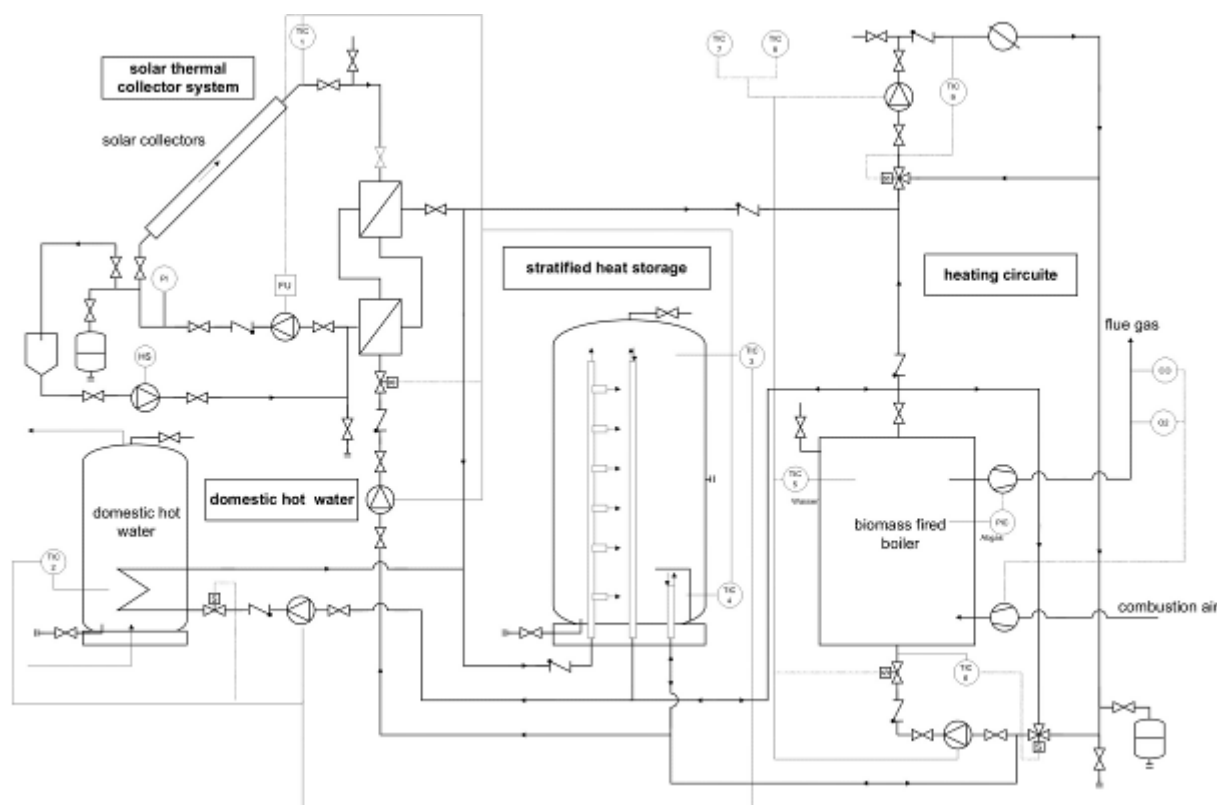 solar thermal
collector system
solar collectors
TIC
1
TIC
7
TIC
8
TIC
9
stratified heat storage
heating circuite
PI
PU
HS
flue gas
CO
O2
TIC
3
domestic hot water
domestic hot
water
TIC
2
TIC
4
TIC
5
Wasser
biomass fired
boiler
Abgas
combustion air
TIC
6